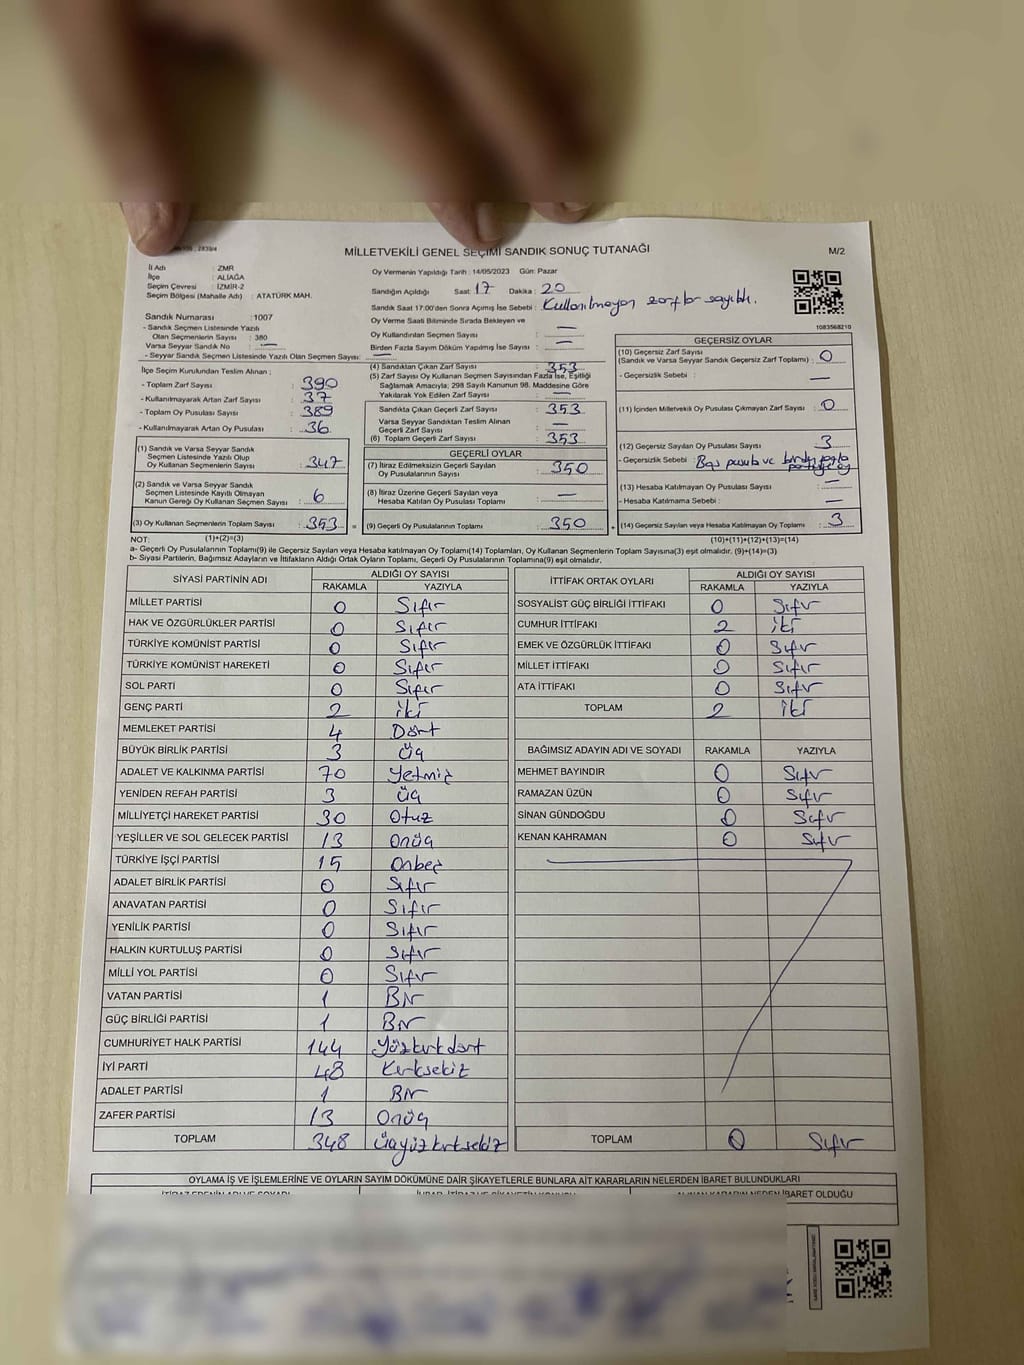 MİLLETVEKİLİ GENEL SEÇİMİ SANDIK SONUÇ TUTANAĞI
M/2
İl Adı : ZMR
İlçe : ALİAĞA
Seçim Çevresi : İZMİR-2
Seçim Bölgesi (Mahalle Adı) : ATATÜRK MAH.
Sandık Numarası : 1007
- Sandık Seçmen Listesinde Yazılı
Olan Seçmenlerin Sayısı : 380
Varsa Seyyar Sandık No : —
- Seyyar Sandık Seçmen Listesinde Yazılı Olan Seçmen Sayısı: —
İlçe Seçim Kurulundan Teslim Alınan ;
- Toplam Zarf Sayısı : 390
- Kullanılmayarak Artan Zarf Sayısı : 37
- Toplam Oy Pusulası Sayısı : 389
- Kullanılmayarak Artan Oy Pusulası : 36
(1) Sandık ve Varsa Seyyar Sandık
Seçmen Listesinde Yazılı Olup
Oy Kullanan Seçmenlerin Sayısı : 347
(2) Sandık ve Varsa Seyyar Sandık
Seçmen Listesinde Kayıtlı Olmayan
Kanun Gereği Oy Kullanan Seçmen Sayısı : 6
(3) Oy Kullanan Seçmenlerin Toplam Sayısı : 353 =
Oy Vermenin Yapıldığı Tarih : 14/05/2023 Gün: Pazar
Sandığın Açıldığı Saat : 17 Dakika : 20
Sandık Saat 17:00'den Sonra Açılmış İse Sebebi : Kullanılmayan zarflar sayıldı.
Oy Verme Saati Bitiminde Sırada Bekleyen ve
Oy Kullandırılan Seçmen Sayısı : —
Birden Fazla Sayım Döküm Yapılmış İse Sayısı : —
(4) Sandıktan Çıkan Zarf Sayısı : 353
(5) Zarf Sayısı Oy Kullanan Seçmen Sayısından Fazla İse, Eşitliği
Sağlamak Amacıyla; 298 Sayılı Kanunun 98. Maddesine Göre
Yakılarak Yok Edilen Zarf Sayısı : —
Sandıkta Çıkan Geçerli Zarf Sayısı : 353
Varsa Seyyar Sandıktan Teslim Alınan
Geçerli Zarf Sayısı : —
(6) Toplam Geçerli Zarf Sayısı : 353
GEÇERLİ OYLAR
(7) İtiraz Edilmeksizin Geçerli Sayılan
Oy Pusulalarının Sayısı : 350
(8) İtiraz Üzerine Geçerli Sayılan veya
Hesaba Katılan Oy Pusulası Toplamı : —
(9) Geçerli Oy Pusulalarının Toplamı : 350 +
1083568210
GEÇERSİZ OYLAR
(10) Geçersiz Zarf Sayısı
(Sandık ve Varsa Seyyar Sandık Geçersiz Zarf Toplamı) : 0
- Geçersizlik Sebebi : —
(11) İçinden Milletvekili Oy Pusulası Çıkmayan Zarf Sayısı : 0
(12) Geçersiz Sayılan Oy Pusulası Sayısı : 3
- Geçersizlik Sebebi : Boş pusula ve birden fazla
(13) Hesaba Katılmayan Oy Pusulası Sayısı : —
- Hesaba Katılmama Sebebi : —
(14) Geçersiz Sayılan veya Hesaba Katılmayan Oy Toplamı : 3
NOT: (1)+(2)=(3) (10)+(11)+(12)+(13)=(14)
a- Geçerli Oy Pusulalarının Toplamı(9) ile Geçersiz Sayılan veya Hesaba katılmayan Oy Toplamı(14) Toplamları, Oy Kullanan Seçmenlerin Toplam Sayısına(3) eşit olmalıdır. (9)+(14)=(3)
b- Siyasi Partilerin, Bağımsız Adayların ve İttifakların Aldığı Ortak Oyların Toplamı, Geçerli Oy Pusulalarının Toplamına(9) eşit olmalıdır.
SİYASİ PARTİNİN ADI ALDIĞI OY SAYISI
RAKAMLA YAZIYLA
MİLLET PARTİSİ 0 Sıfır
HAK VE ÖZGÜRLÜKLER PARTİSİ 0 Sıfır
TÜRKİYE KOMÜNİST PARTİSİ 0 Sıfır
TÜRKİYE KOMÜNİST HAREKETİ 0 Sıfır
SOL PARTİ 0 Sıfır
GENÇ PARTİ 2 iki
MEMLEKET PARTİSİ 4 Dört
BÜYÜK BİRLİK PARTİSİ 3 üç
ADALET VE KALKINMA PARTİSİ 70 yetmiş
YENİDEN REFAH PARTİSİ 3 üç
MİLLİYETÇİ HAREKET PARTİSİ 30 otuz
YEŞİLLER VE SOL GELECEK PARTİSİ 13 onüç
TÜRKİYE İŞÇİ PARTİSİ 15 onbeş
ADALET BİRLİK PARTİSİ 0 Sıfır
ANAVATAN PARTİSİ 0 Sıfır
YENİLİK PARTİSİ 0 Sıfır
HALKIN KURTULUŞ PARTİSİ 0 Sıfır
MİLLİ YOL PARTİSİ 0 Sıfır
VATAN PARTİSİ 1 Bir
GÜÇ BİRLİĞİ PARTİSİ 1 Bir
CUMHURİYET HALK PARTİSİ 144 Yüzkırkdört
İYİ PARTİ 48 Kırksekiz
ADALET PARTİSİ 1 Bir
ZAFER PARTİSİ 13 Onüç
TOPLAM 348 üçyüzkırksekiz
İTTİFAK ORTAK OYLARI ALDIĞI OY SAYISI
RAKAMLA YAZIYLA
SOSYALİST GÜÇ BİRLİĞİ İTTİFAKI 0 Sıfır
CUMHUR İTTİFAKI 2 iki
EMEK VE ÖZGÜRLÜK İTTİFAKI 0 Sıfır
MİLLET İTTİFAKI 0 Sıfır
ATA İTTİFAKI 0 Sıfır
TOPLAM 2 iki
BAĞIMSIZ ADAYIN ADI VE SOYADI RAKAMLA YAZIYLA
MEHMET BAYINDIR 0 Sıfır
RAMAZAN ÜZÜN 0 Sıfır
SİNAN GÜNDOĞDU 0 Sıfır
KENAN KAHRAMAN 0 Sıfır
TOPLAM 0 Sıfır
OYLAMA İŞ VE İŞLEMLERİNE VE OYLARIN SAYIM DÖKÜMÜNE DAİR ŞİKAYETLERLE BUNLARA AİT KARARLARIN NELERDEN İBARET BULUNDUKLARI